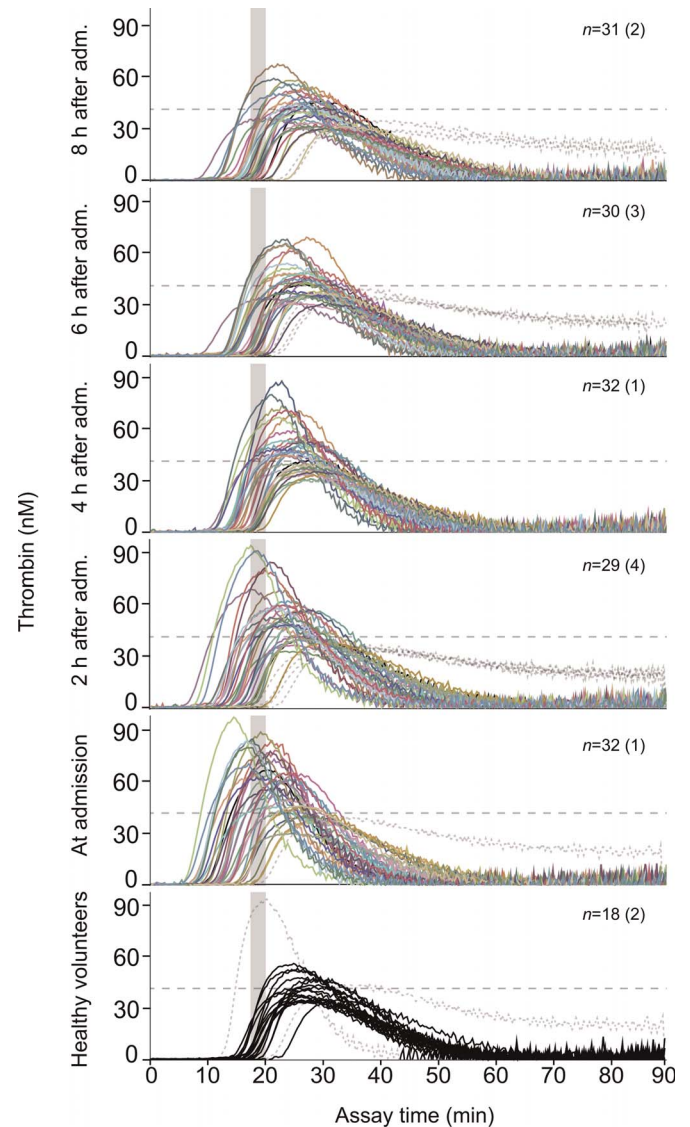 Thrombin (nM)
8 h after adm.
90
60
30
0
n=31 (2)
6 h after adm.
90
60
30
0
n=30 (3)
4 h after adm.
90
60
30
0
n=32 (1)
2 h after adm.
90
60
30
0
n=29 (4)
At admission
90
60
30
0
n=32 (1)
Healthy volunteers
90
60
30
0
n=18 (2)
0 10 20 30 40 50 60 70 80 90
Assay time (min)